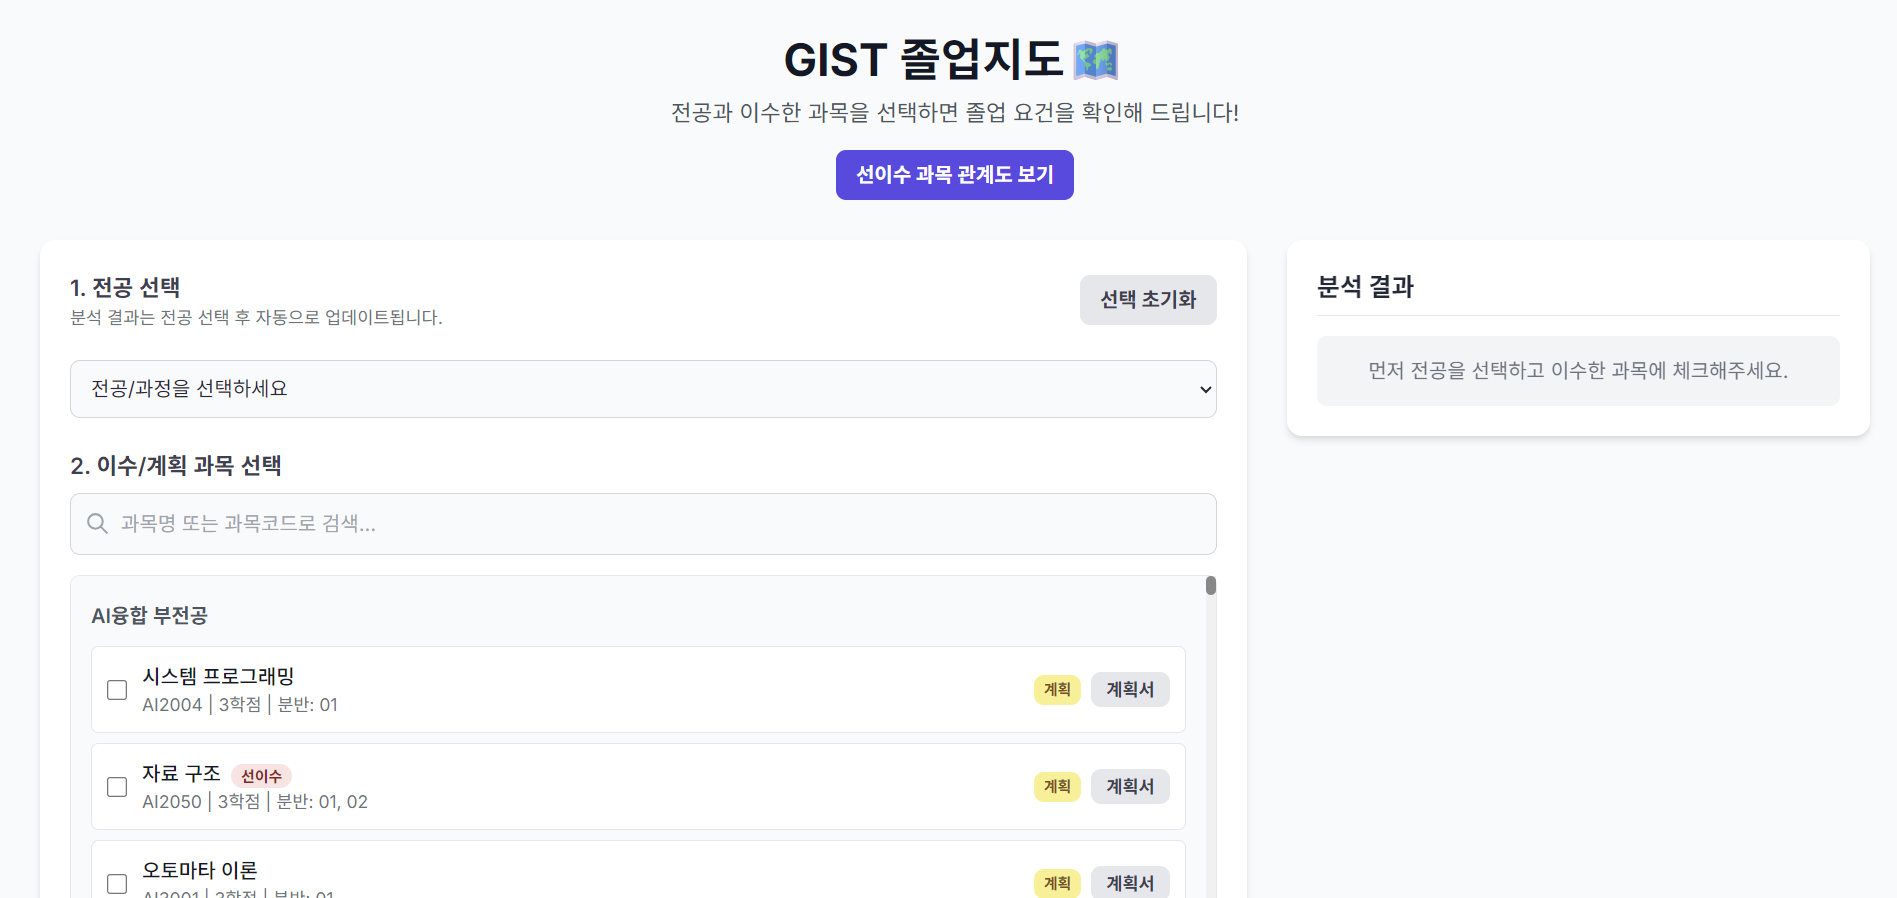 GIST 졸업지도
전공과 이수한 과목을 선택하면 졸업 요건을 확인해 드립니다!
선이수 과목 관계도 보기
1. 전공 선택
분석 결과는 전공 선택 후 자동으로 업데이트됩니다.
선택 초기화
전공/과정을 선택하세요
2. 이수/계획 과목 선택
과목명 또는 과목코드로 검색...
AI융합 부전공
시스템 프로그래밍
AI2004 | 3학점 | 분반: 01
계획 계획서
자료 구조 선이수
AI2050 | 3학점 | 분반: 01, 02
계획 계획서
오토마타 이론
AI3001 | 3학점 | 분반: 01
계획 계획서
분석 결과
먼저 전공을 선택하고 이수한 과목에 체크해주세요.